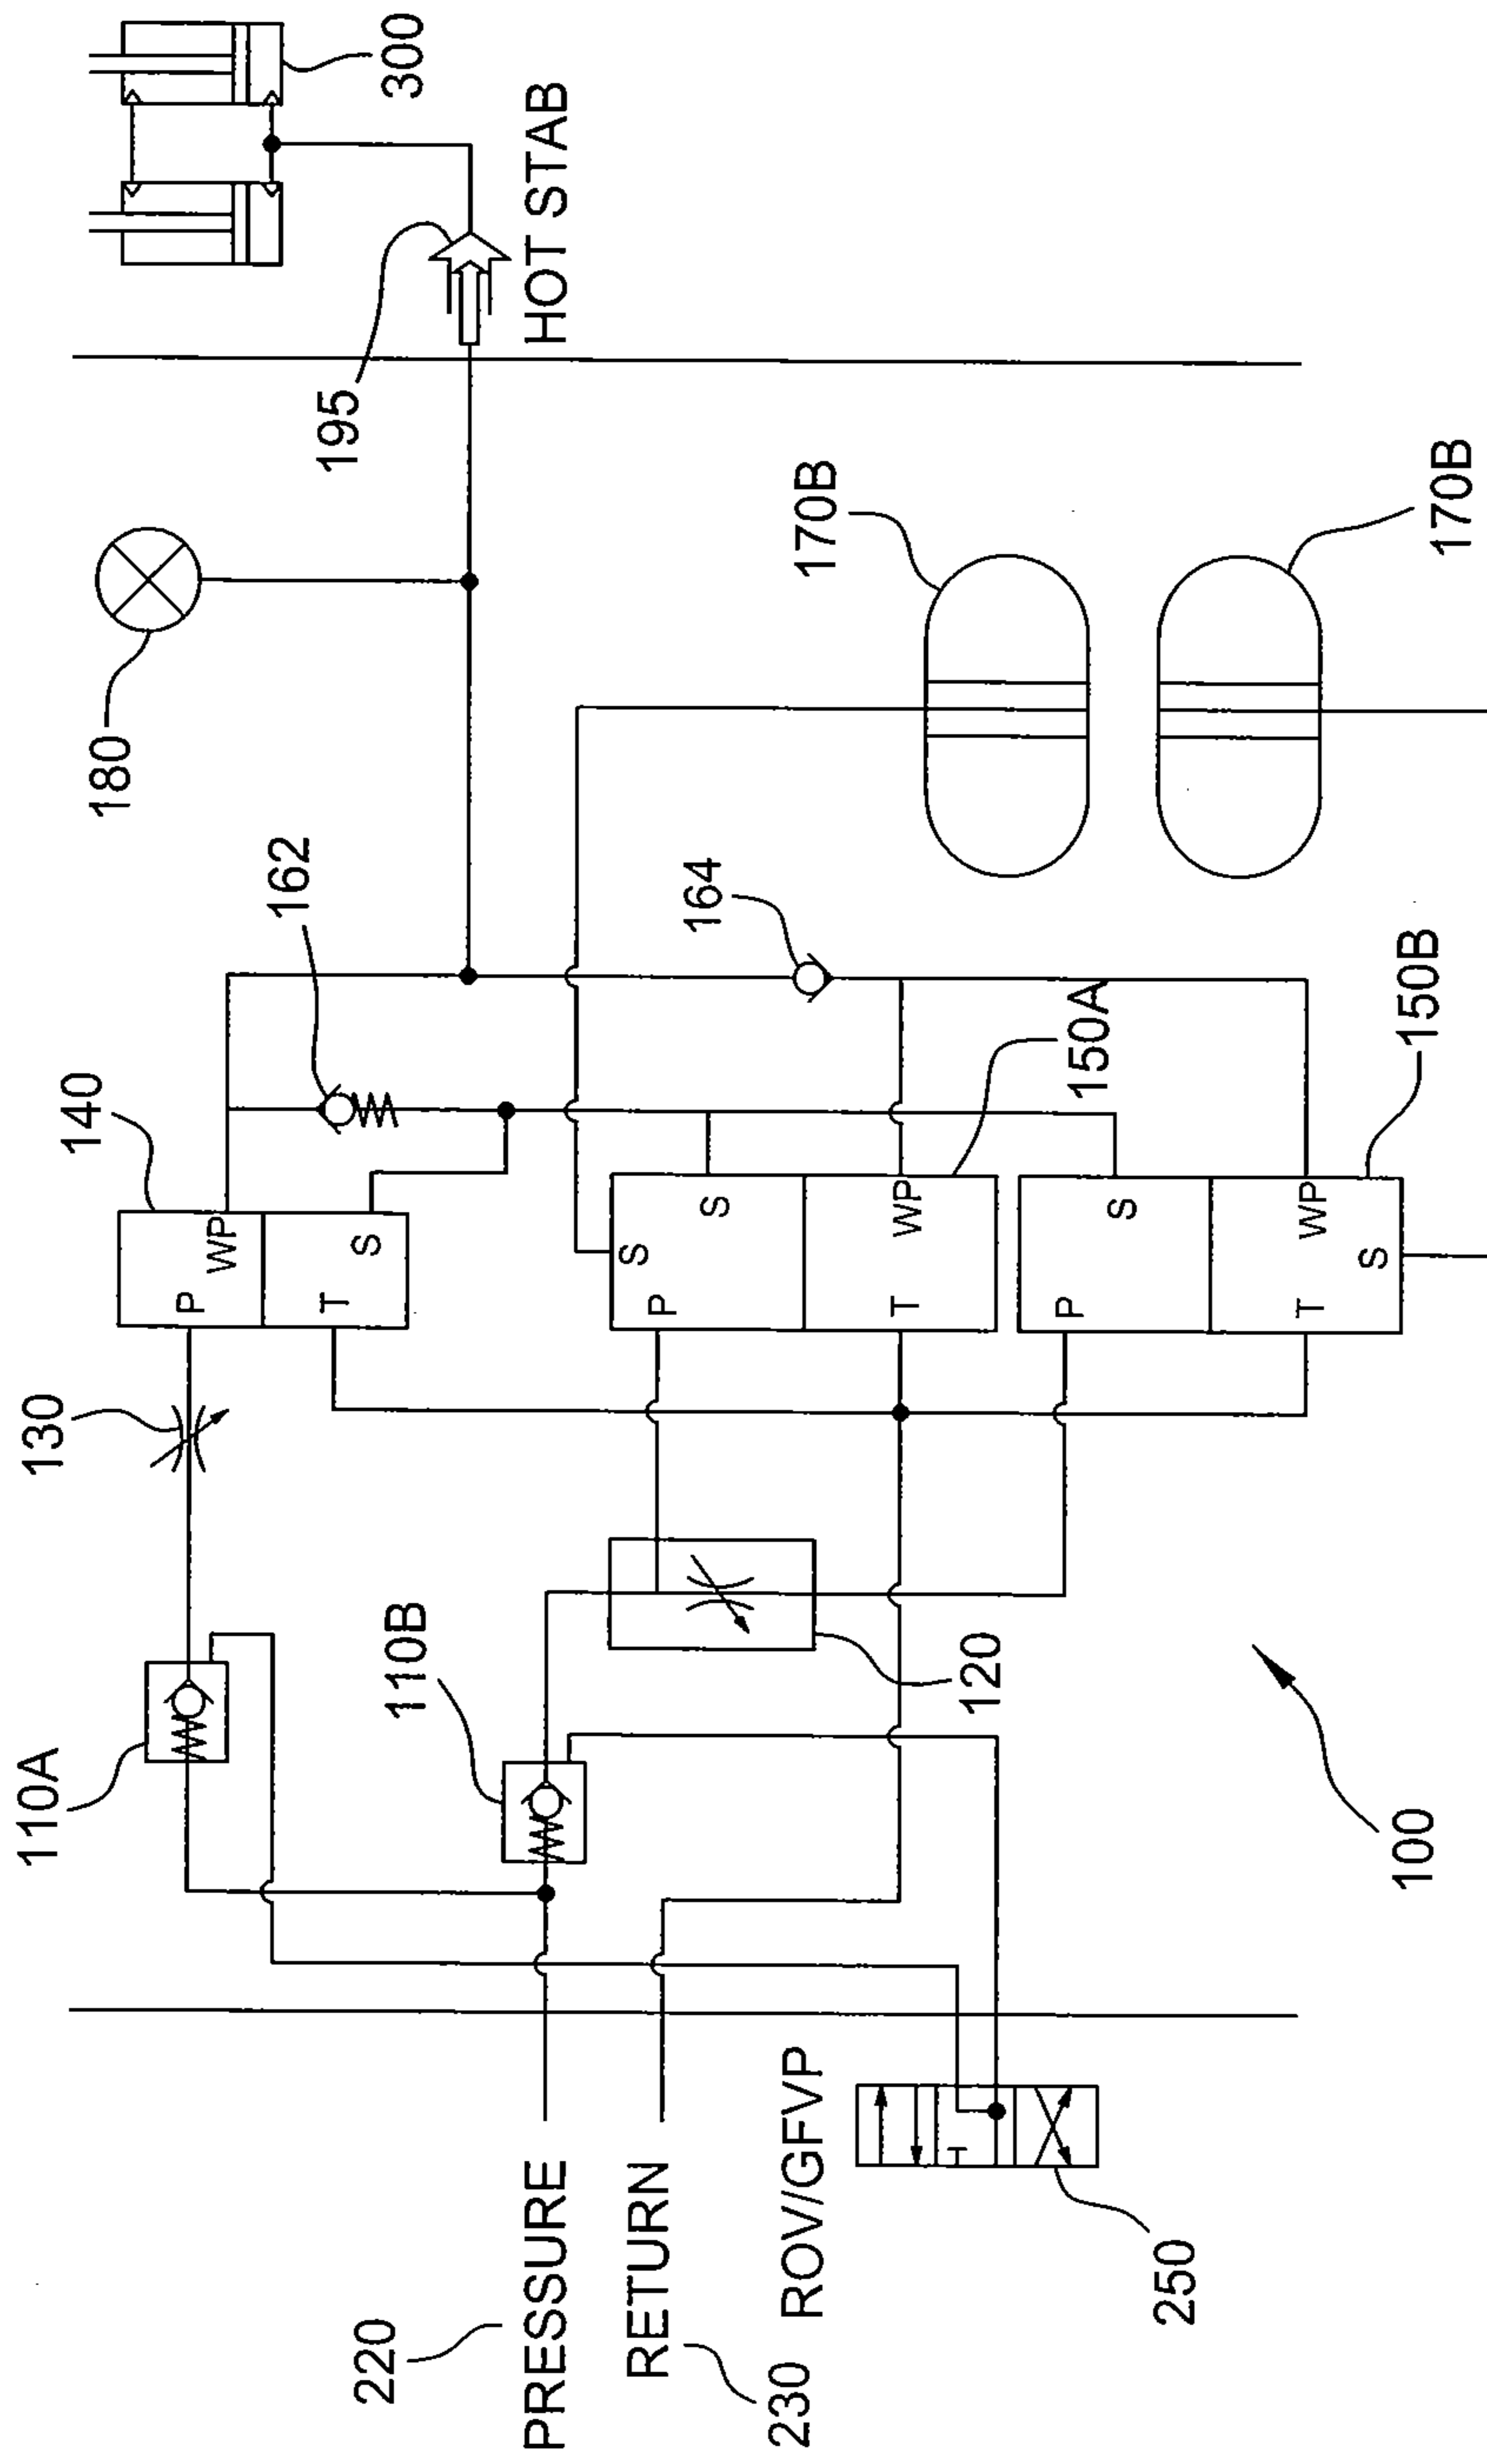 300
HOT STAB
195
180
170B
170B
162
164
140
P
WP
T
S
150A
S
S
P
WP
T
150B
S
P
WP
T
S
130
110A
110B
120
100
220
PRESSURE
RETURN
230
ROV/GFVP
250